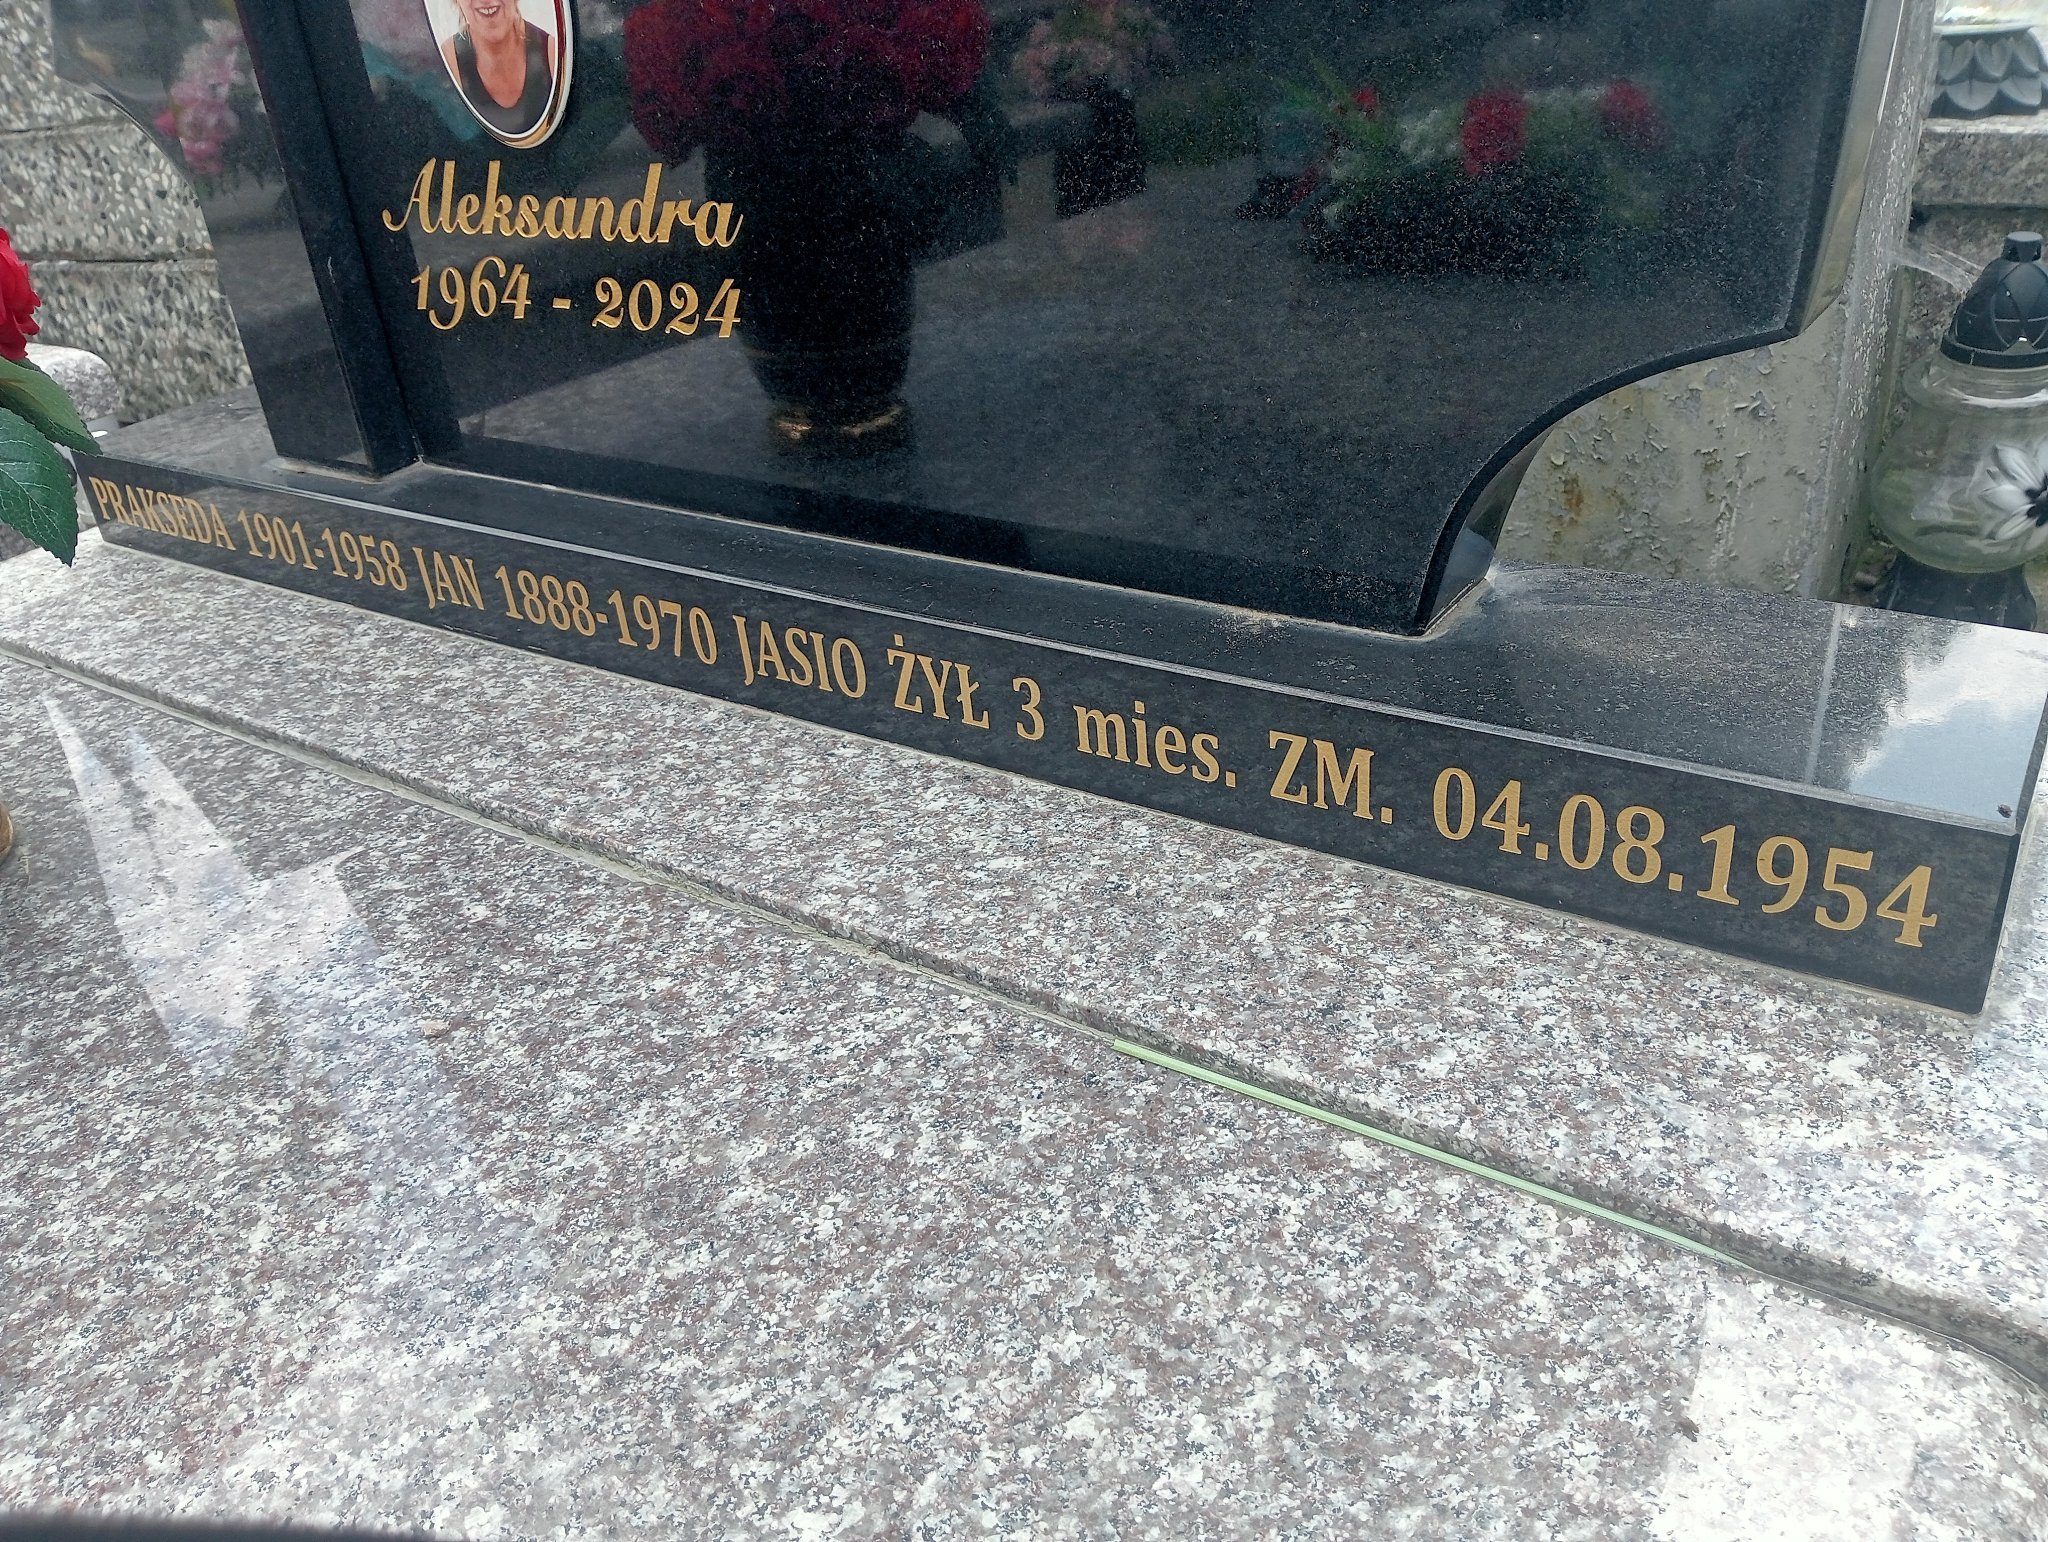 Aleksandra
1964 - 2024
PRAKSEDA 1901-1958 JAN 1888-1970 JASIO ŻYŁ 3 mies. ZM. 04.08.1954